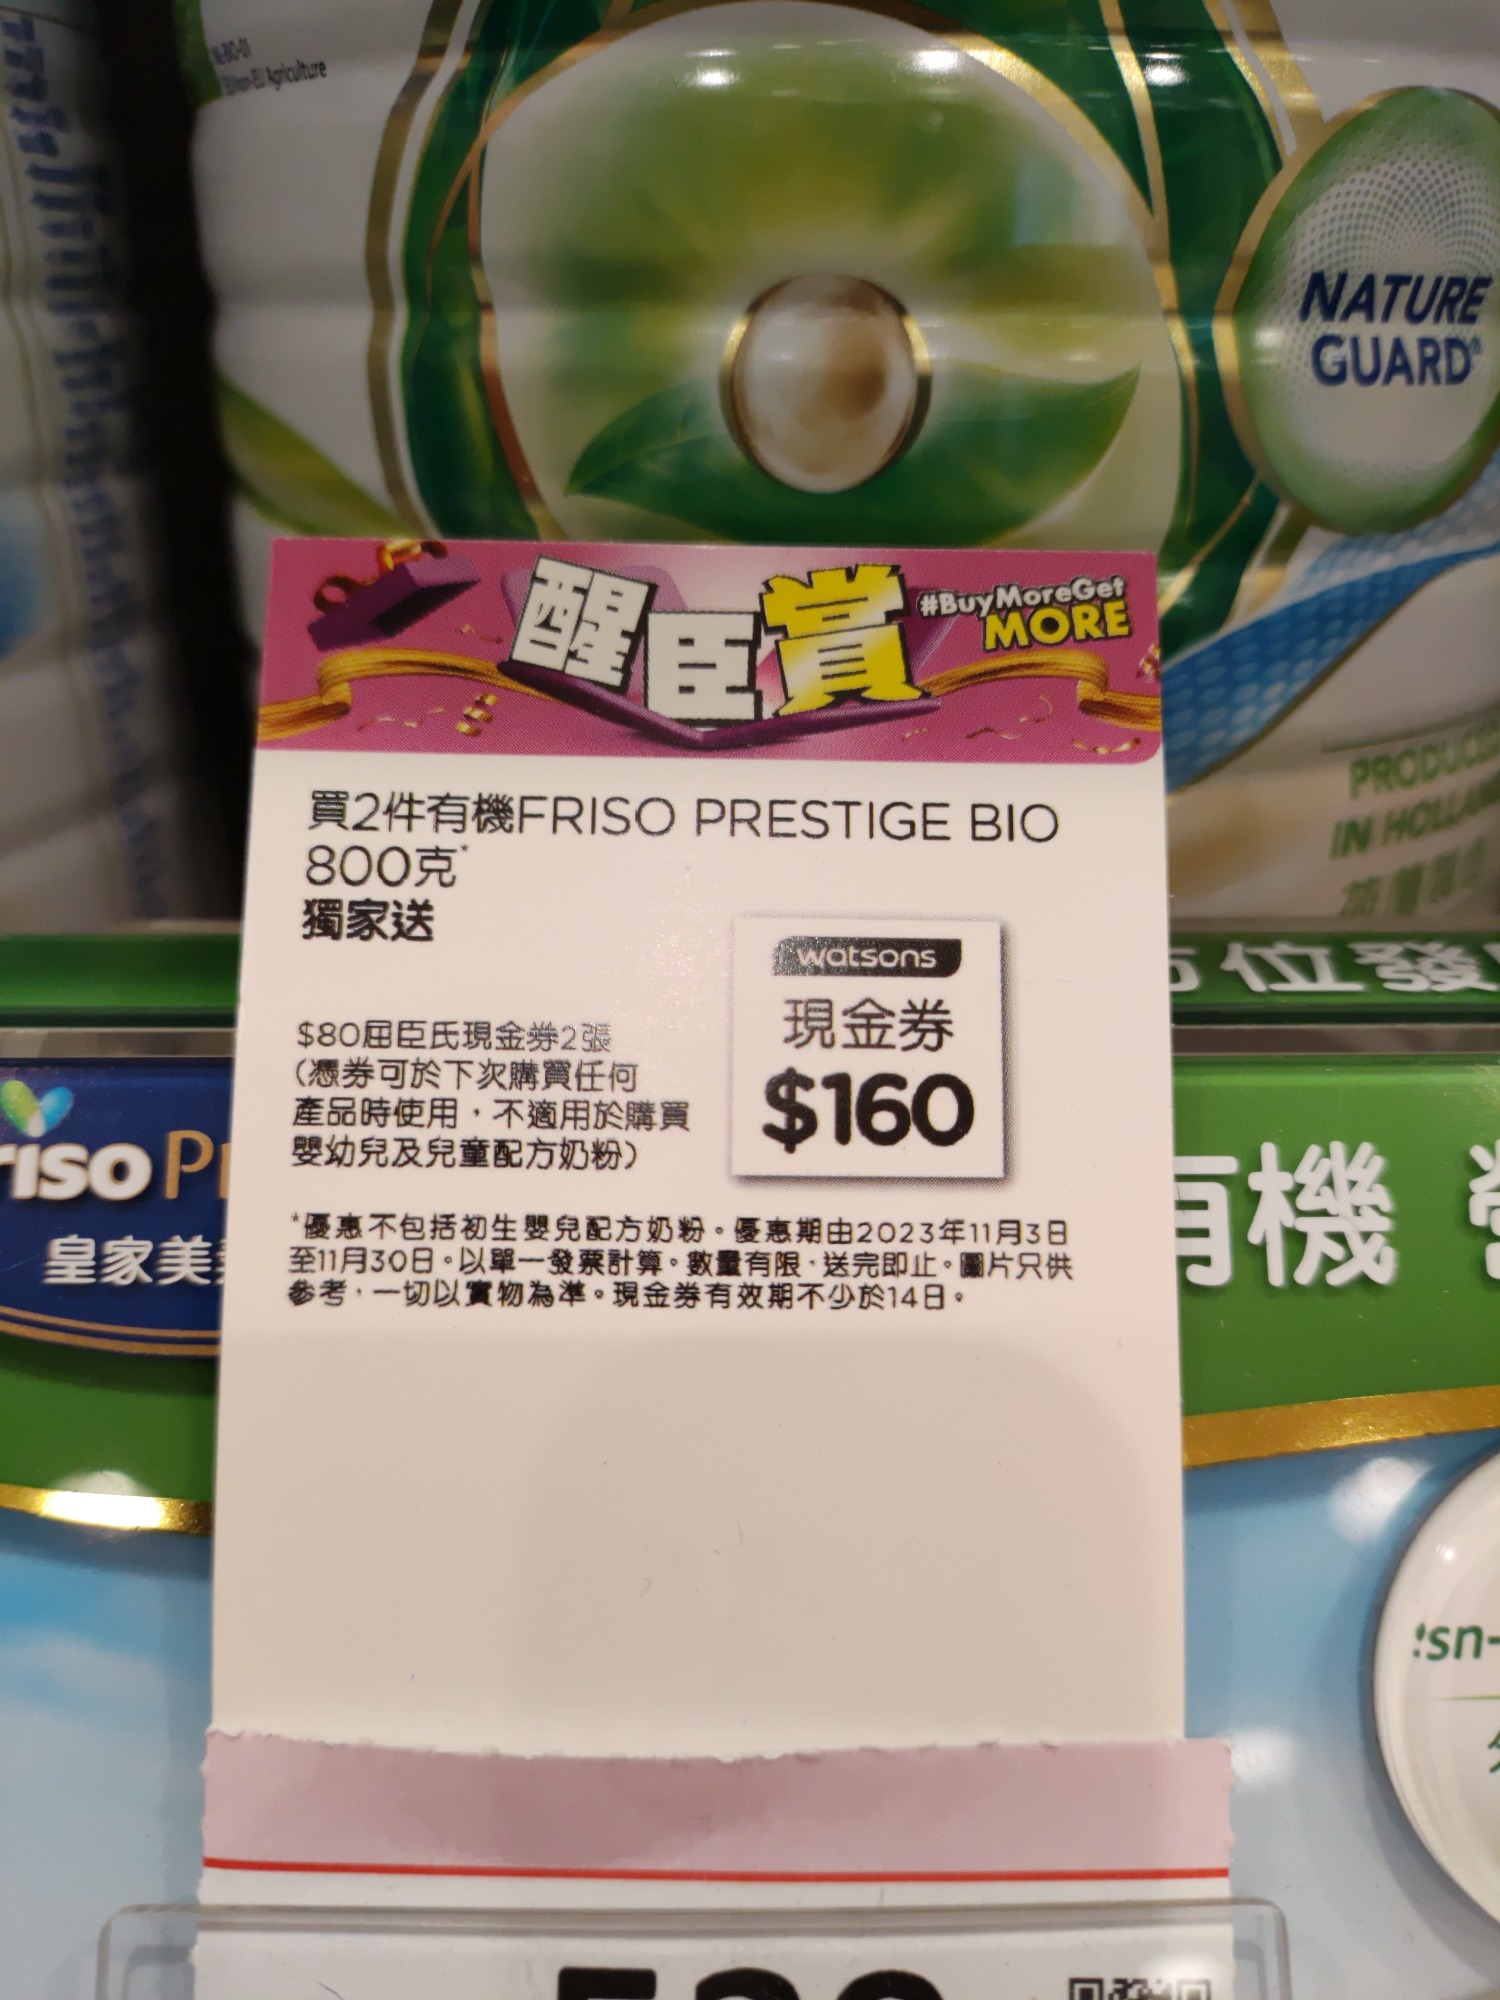 Agriculture
NATURE
GUARD®
醒臣賞
#BuyMoreGet
MORE
買2件有機FRISO PRESTIGE BIO
800克*
獨家送
watsons
現金券
$160
$80屈臣氏現金券2張
(憑券可於下次購買任何
產品時使用，不適用於購買
嬰幼兒及兒童配方奶粉)
*優惠不包括初生嬰兒配方奶粉。優惠期由2023年11月3日
至11月30日。以單一發票計算。數量有限，送完即止。圖片只供
參考，一切以實物為準。現金券有效期不少於14日。
PRODUCED
IN HOLLA
位發
riso P
皇家美
有機
sn-